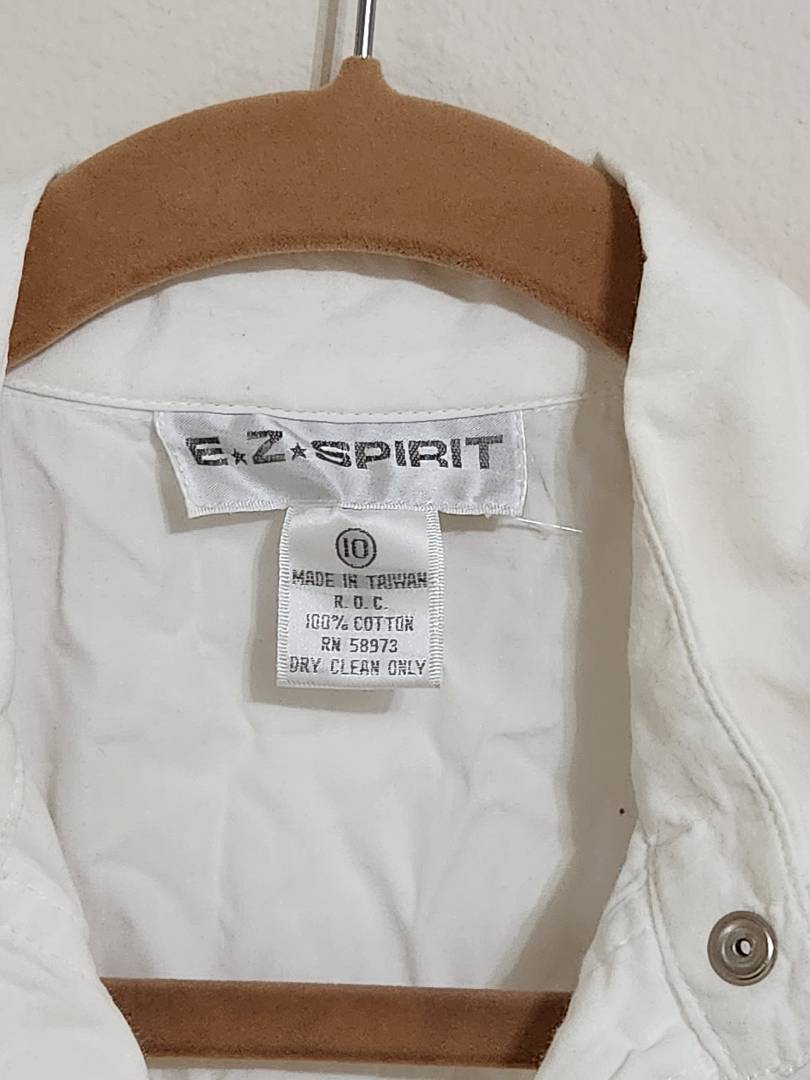 E★Z★SPIRIT
10
MADE IN TAIWAN
R.O.C.
100% COTTON
RN 58973
DRY CLEAN ONLY